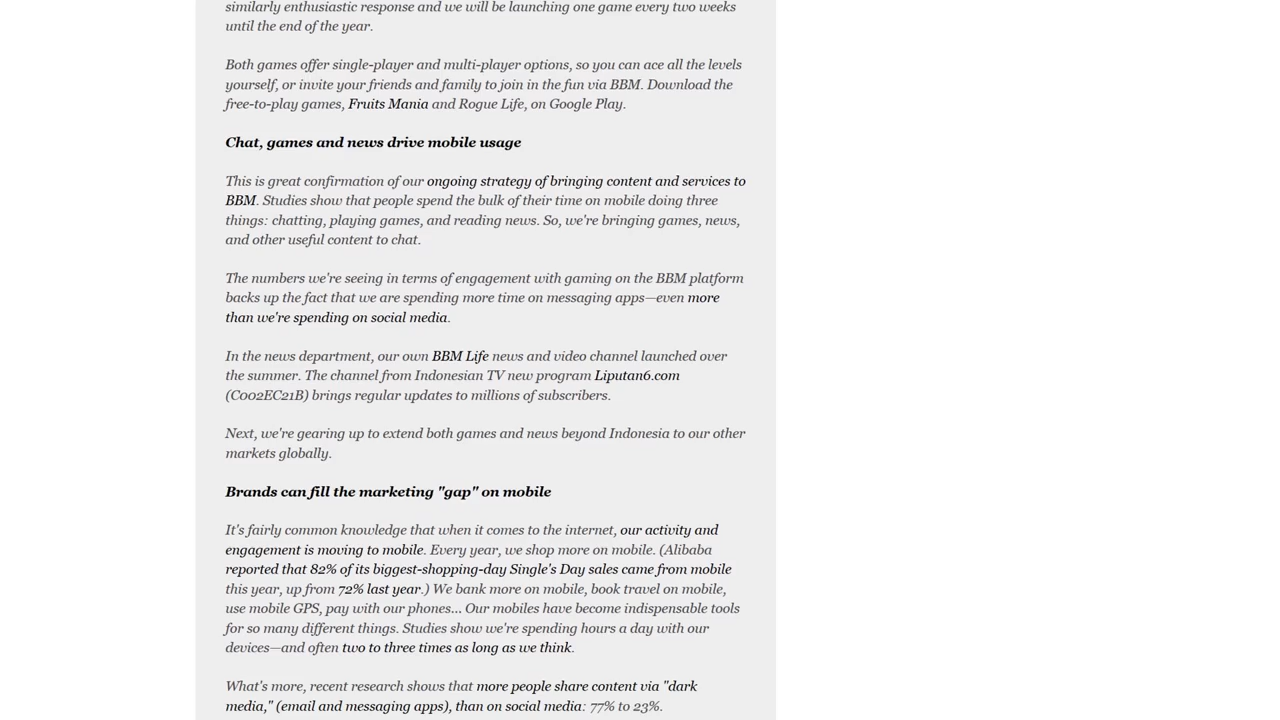 similarly enthusiastic response and we will be launching one game every two weeks
until the end of the year.
Both games offer single-player and multi-player options, so you can ace all the levels
yourself, or invite your friends and family to join in the fun via BBM. Download the
free-to-play games, Fruits Mania and Rogue Life, on Google Play.
Chat, games and news drive mobile usage
This is great confirmation of our ongoing strategy of bringing content and services to
BBM. Studies show that people spend the bulk of their time on mobile doing three
things: chatting, playing games, and reading news. So, we're bringing games, news,
and other useful content to chat.
The numbers we're seeing in terms of engagement with gaming on the BBM platform
backs up the fact that we are spending more time on messaging apps—even more
than we're spending on social media.
In the news department, our own BBM Life news and video channel launched over
the summer. The channel from Indonesian TV new program Liputan6.com
(C002EC21B) brings regular updates to millions of subscribers.
Next, we're gearing up to extend both games and news beyond Indonesia to our other
markets globally.
Brands can fill the marketing "gap" on mobile
It's fairly common knowledge that when it comes to the internet, our activity and
engagement is moving to mobile. Every year, we shop more on mobile. (Alibaba
reported that 82% of its biggest-shopping-day Single's Day sales came from mobile
this year, up from 72% last year.) We bank more on mobile, book travel on mobile,
use mobile GPS, pay with our phones... Our mobiles have become indispensable tools
for so many different things. Studies show we're spending hours a day with our
devices—and often two to three times as long as we think.
What's more, recent research shows that more people share content via "dark
media," (email and messaging apps), than on social media: 77% to 23%.